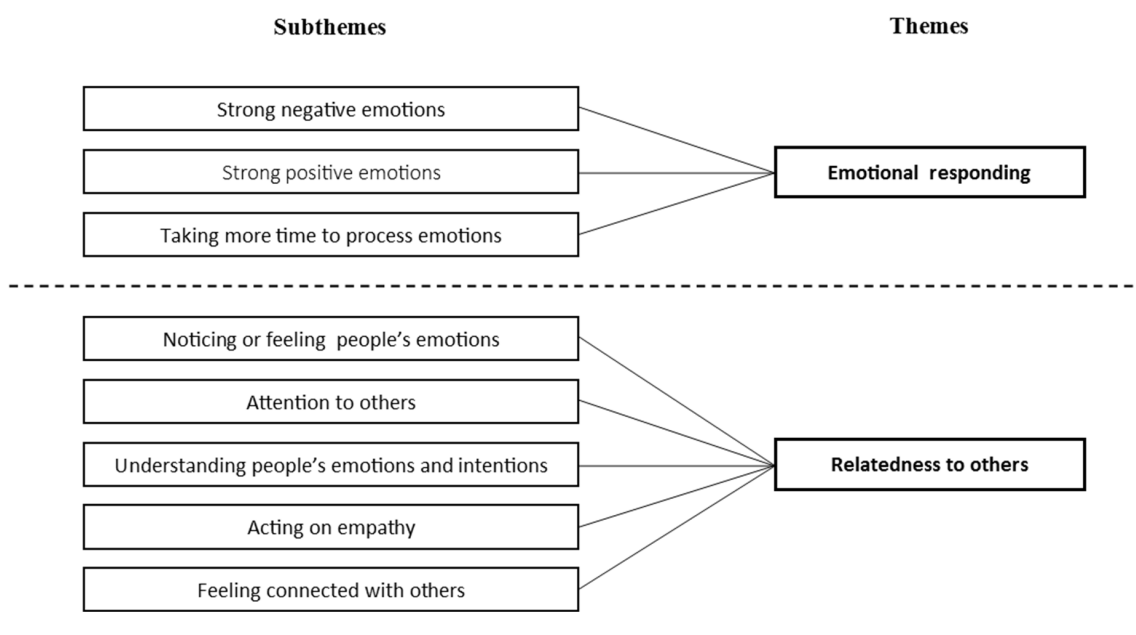 Subthemes
Themes
Strong negative emotions
Strong positive emotions
Emotional responding
Taking more time to process emotions
Noticing or feeling people’s emotions
Attention to others
Understanding people’s emotions and intentions
Relatedness to others
Acting on empathy
Feeling connected with others